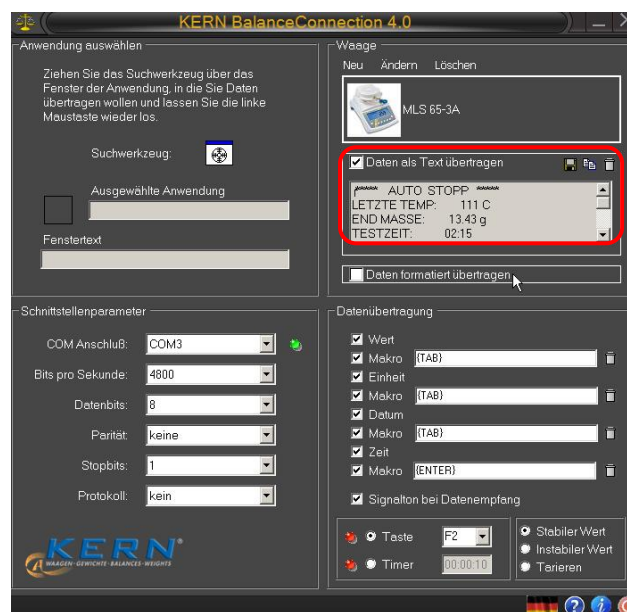 KERN BalanceConnection 4.0
Anwendung auswählen
Ziehen Sie das Suchwerkzeug über das
Fenster der Anwendung, in die Sie Daten
übertragen wollen und lassen Sie die linke
Maustaste wieder los.
Suchwerkzeug:
Ausgewählte Anwendung
Fenstertext
Waage
Neu Ändern Löschen
MLS 65-3A
Daten als Text übertragen
***** AUTO STOPP *****
LETZTE TEMP: 111 C
END MASSE: 13.43 g
TESTZEIT: 02:15
Daten formatiert übertragen
Schnittstellenparameter
COM Anschluß: COM3
Bits pro Sekunde: 4800
Datenbits: 8
Parität: keine
Stopbits: 1
Protokoll: kein
KERN
WAAGEN·GEWICHTE·BALANCES·WEIGHTS
Datenübertragung
Wert
Makro {TAB}
Einheit
Makro {TAB}
Datum
Makro {TAB}
Zeit
Makro {ENTER}
Signalton bei Datenempfang
Taste F2
Timer 00:00:10
Stabiler Wert
Instabiler Wert
Tarieren